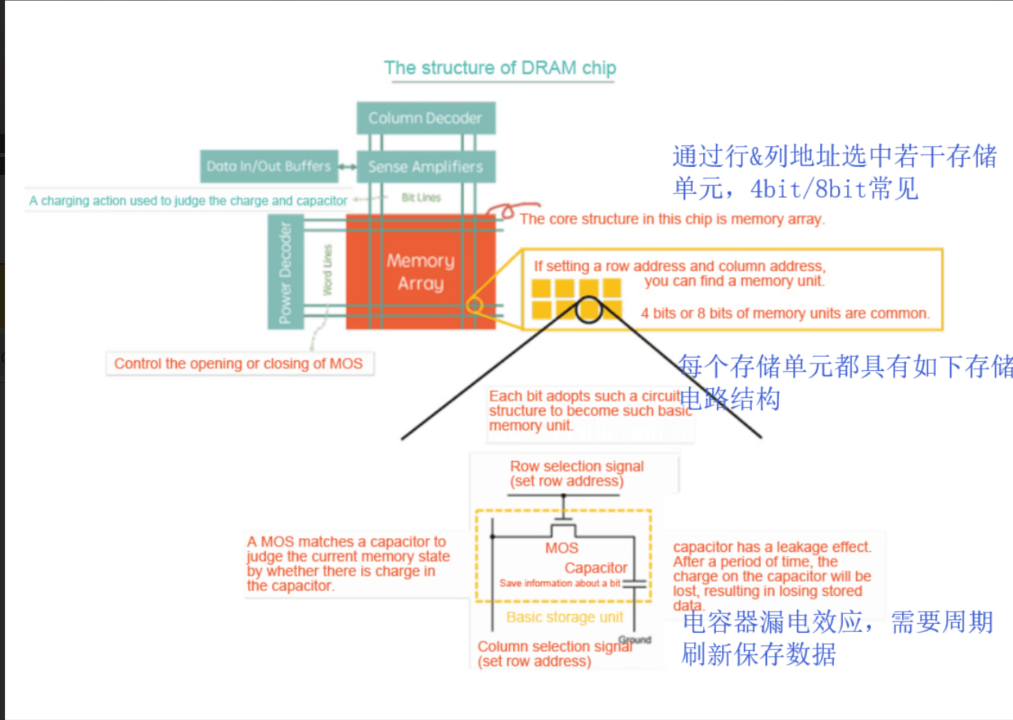 The structure of DRAM chip
Column Decoder
Data In/Out Buffers
Sense Amplifiers
A charging action used to judge the charge and capacitor
Bit Lines
通过行&列地址选中若干存储
单元，4bit/8bit常见
The core structure in this chip is memory array.
Power Decoder
Word Lines
Memory
Array
If setting a row address and column address,
you can find a memory unit.
4 bits or 8 bits of memory units are common.
Control the opening or closing of MOS
每个存储单元都具有如下存储
电路结构
Each bit adopts such a circuit
structure to become such basic
memory unit.
Row selection signal
(set row address)
A MOS matches a capacitor to
judge the current memory state
by whether there is charge in
the capacitor.
MOS
Capacitor
Save information about a bit
Basic storage unit
Ground
Column selection signal
(set row address)
capacitor has a leakage effect.
After a period of time, the
charge on the capacitor will be
lost, resulting in losing stored
data.
电容器漏电效应，需要周期
刷新保存数据